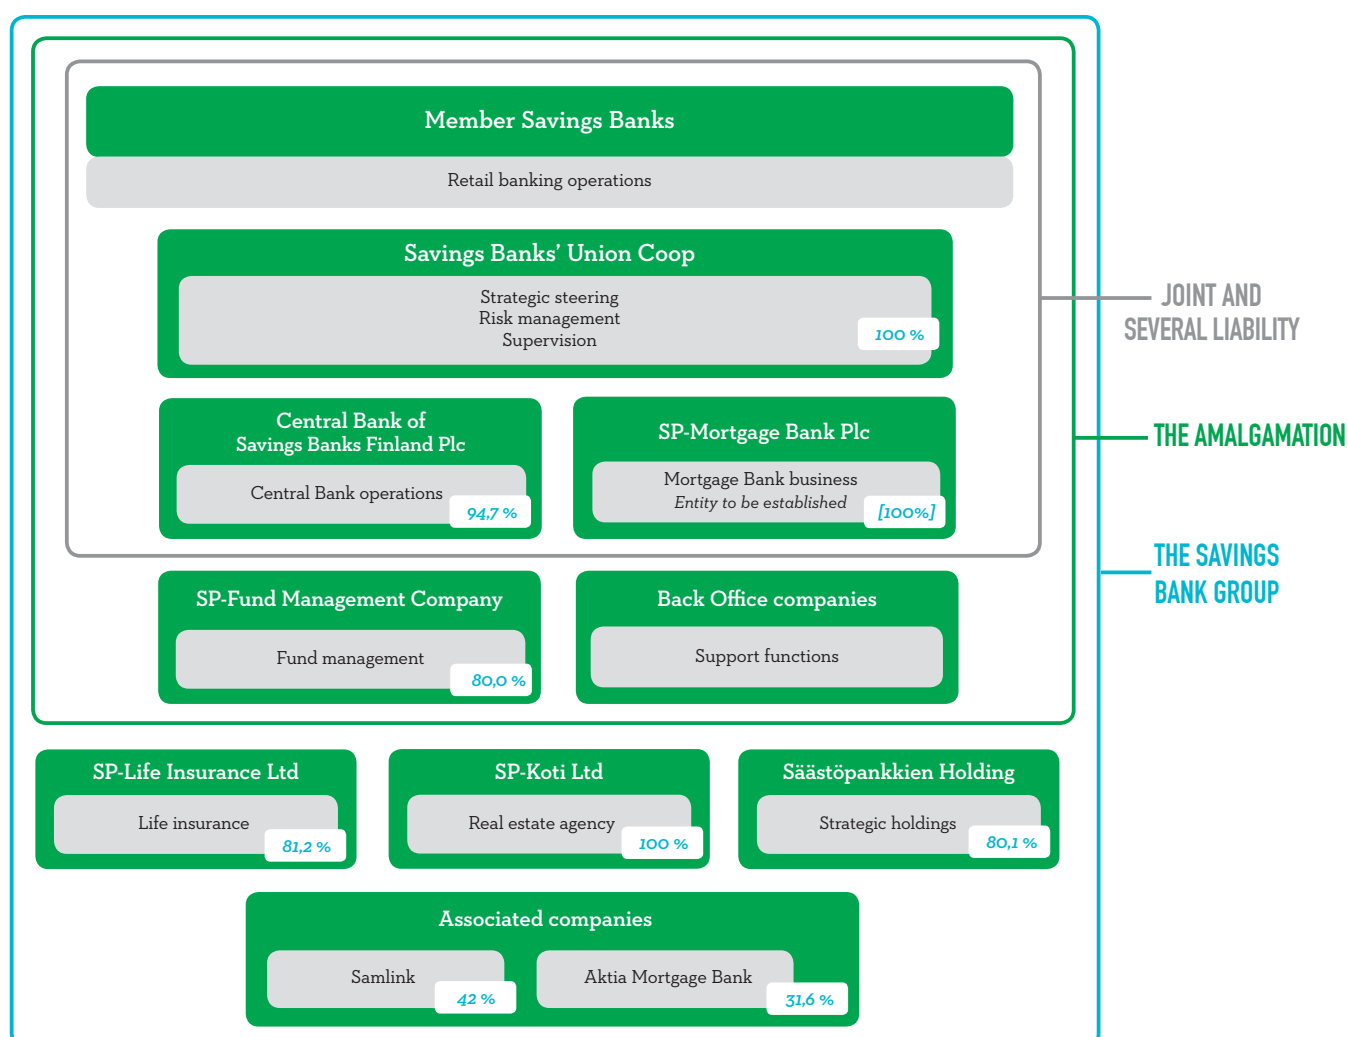 Member Savings Banks
Retail banking operations
Savings Banks’ Union Coop
Strategic steering
Risk management
Supervision
100 %
JOINT AND
SEVERAL LIABILITY
Central Bank of
Savings Banks Finland Plc
Central Bank operations
94,7 %
SP-Mortgage Bank Plc
Mortgage Bank business
Entity to be established
[100%]
THE AMALGAMATION
THE SAVINGS
BANK GROUP
SP-Fund Management Company
Fund management
80,0 %
Back Office companies
Support functions
SP-Life Insurance Ltd
Life insurance
81,2 %
SP-Koti Ltd
Real estate agency
100 %
Säästöpankkien Holding
Strategic holdings
80,1 %
Associated companies
Samlink
42 %
Aktia Mortgage Bank
31,6 %